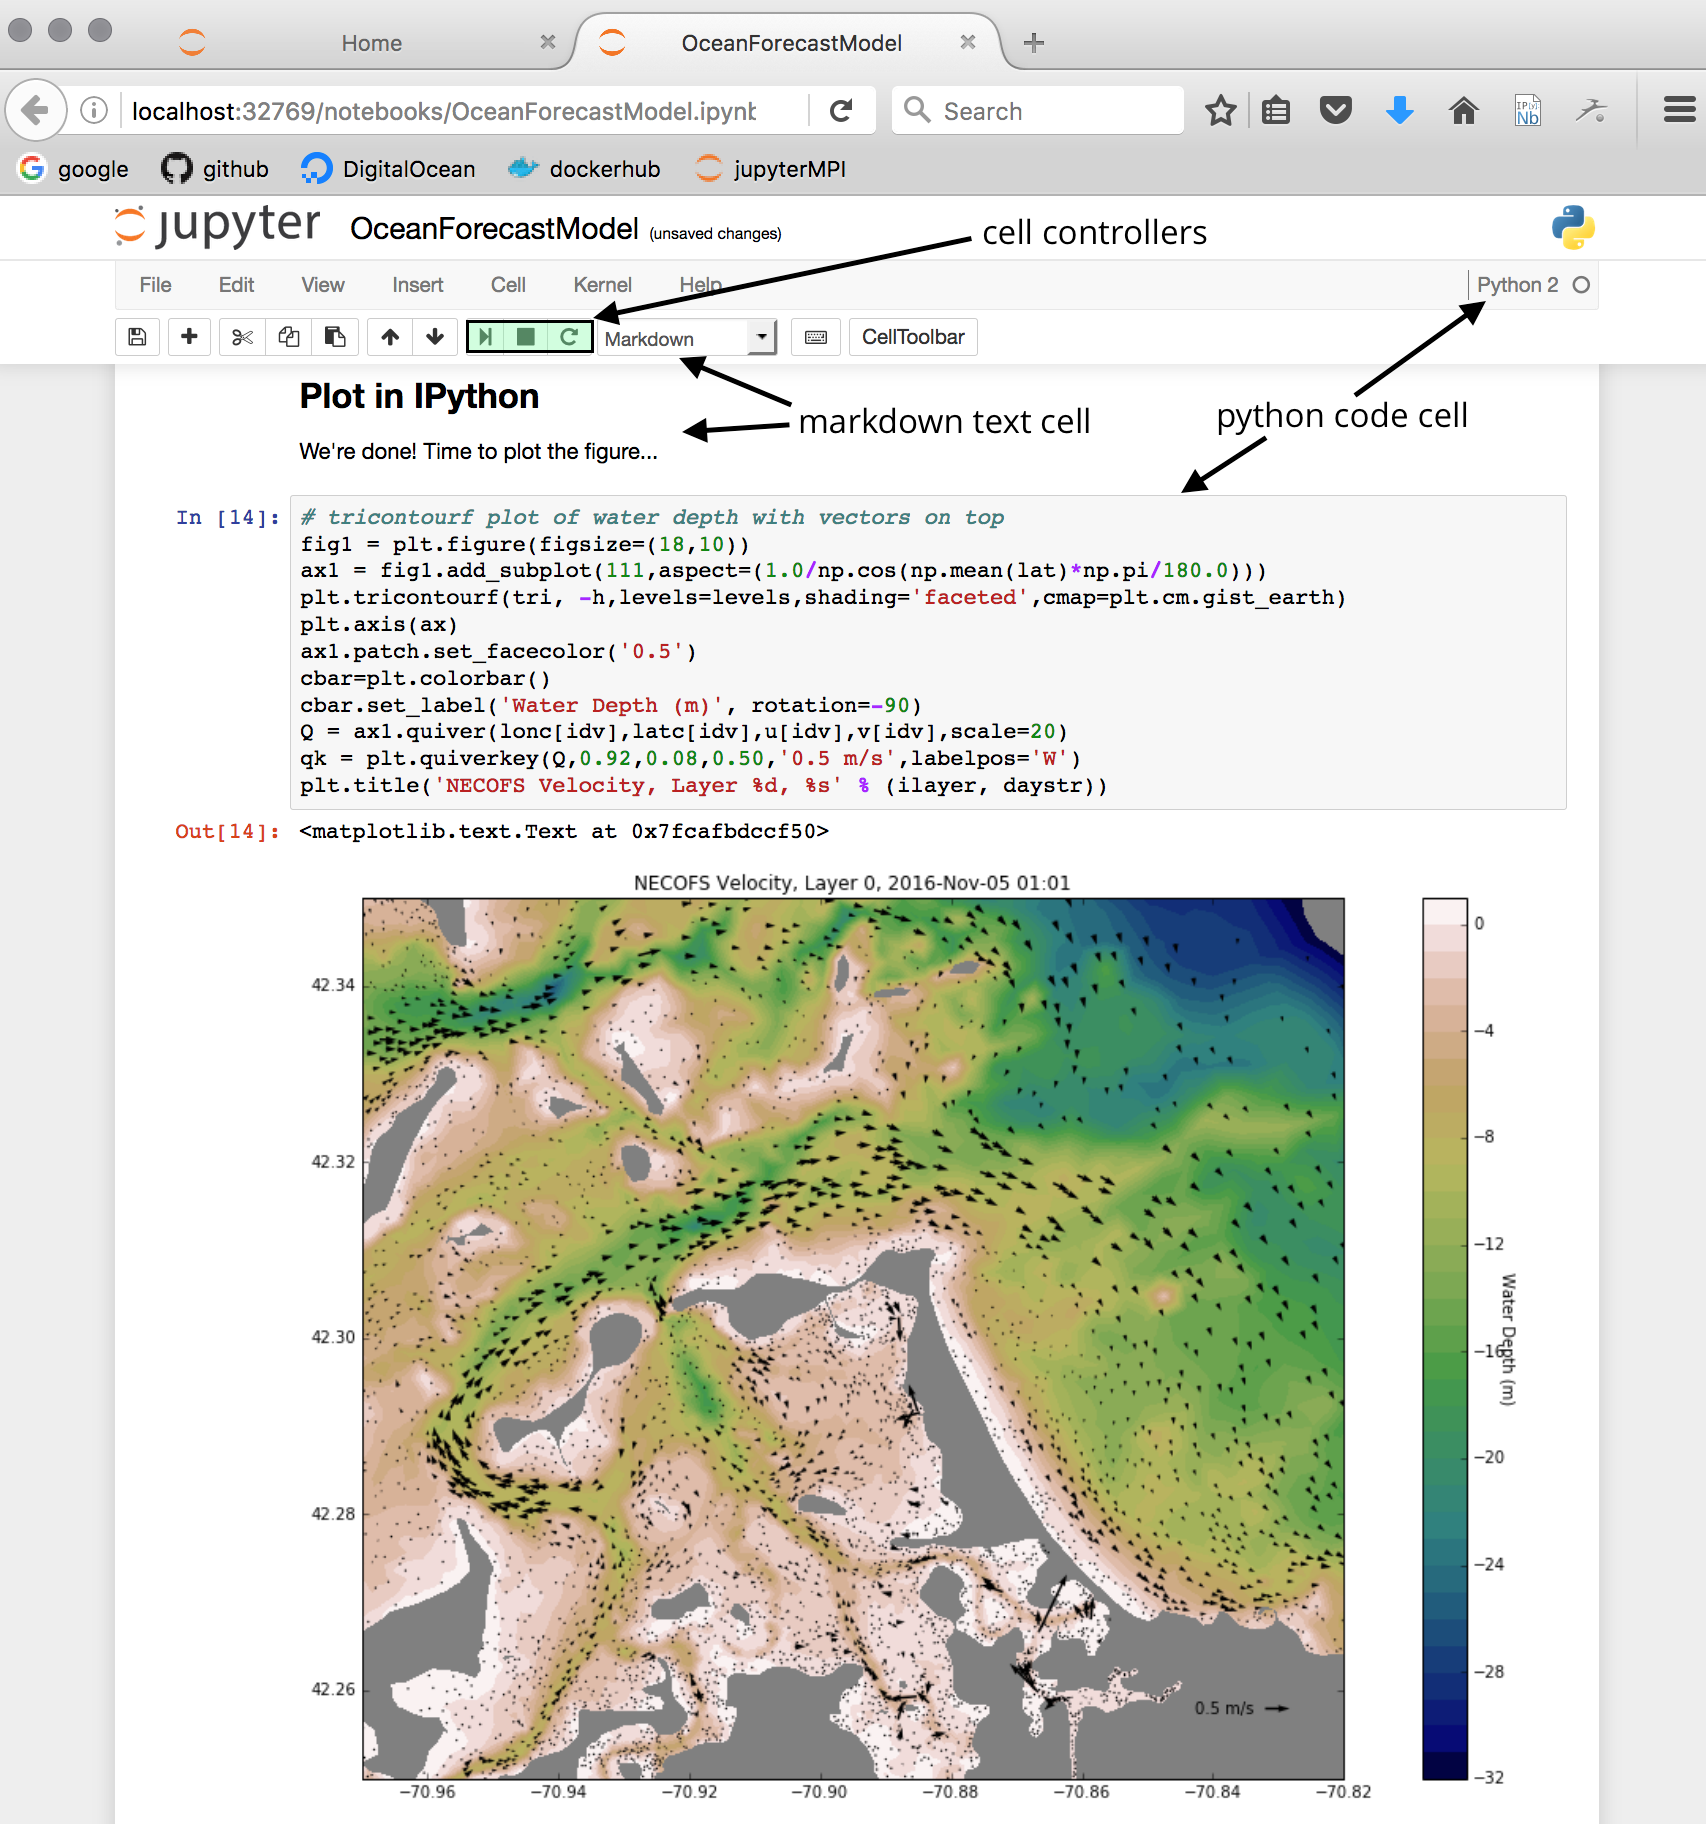 Home
OceanForecastModel
localhost:32769/notebooks/OceanForecastModel.ipynb
Search
IP[y]:
Nb
google
github
DigitalOcean
dockerhub
jupyterMPI
jupyter OceanForecastModel (unsaved changes)
cell controllers
File Edit View Insert Cell Kernel Help
Python 2
Markdown
CellToolbar
Plot in IPython
markdown text cell
python code cell
We're done! Time to plot the figure...
In [14]:
# tricontourf plot of water depth with vectors on top
fig1 = plt.figure(figsize=(18,10))
ax1 = fig1.add_subplot(111,aspect=(1.0/np.cos(np.mean(lat)*np.pi/180.0)))
plt.tricontourf(tri, -h,levels=levels,shading='faceted',cmap=plt.cm.gist_earth)
plt.axis(ax)
ax1.patch.set_facecolor('0.5')
cbar=plt.colorbar()
cbar.set_label('Water Depth (m)', rotation=-90)
Q = ax1.quiver(lonc[idv],latc[idv],u[idv],v[idv],scale=20)
qk = plt.quiverkey(Q,0.92,0.08,0.50,'0.5 m/s',labelpos='W')
plt.title('NECOFS Velocity, Layer %d, %s' % (ilayer, daystr))
Out[14]: <matplotlib.text.Text at 0x7fcafbdccf50>
NECOFS Velocity, Layer 0, 2016-Nov-05 01:01
42.34
42.32
42.30
42.28
42.26
0.5 m/s
−70.96 −70.94 −70.92 −70.90 −70.88 −70.86 −70.84 −70.82
0
−4
−8
−12
−16
−20
−24
−28
−32
Water Depth (m)